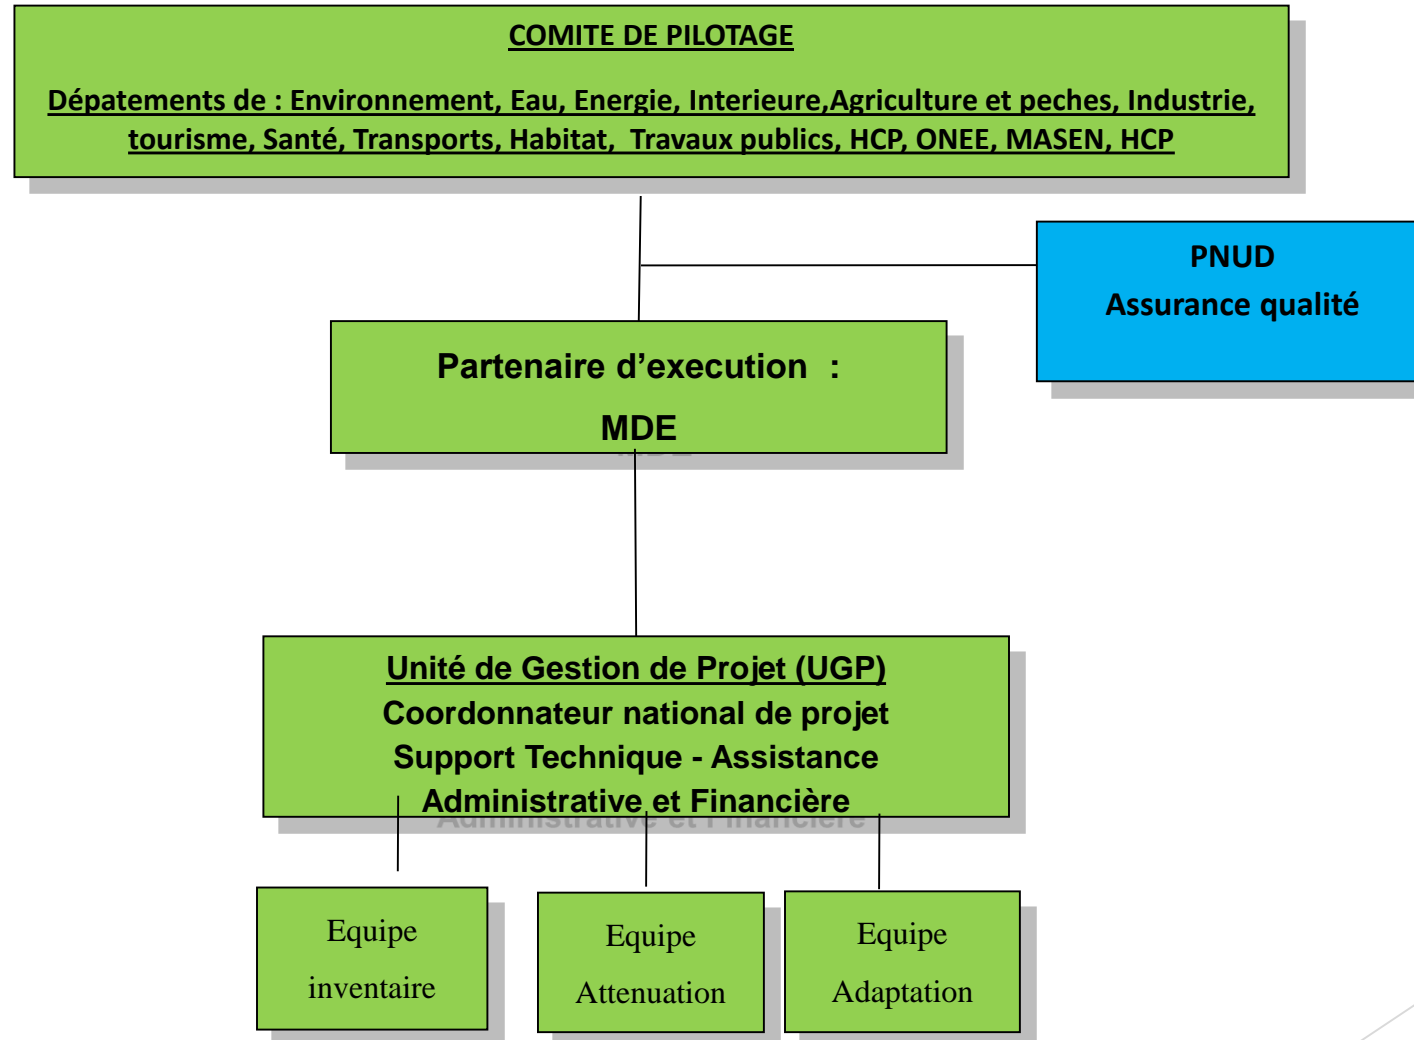 COMITE DE PILOTAGE
Dépatements de : Environnement, Eau, Energie, Interieure,Agriculture et peches, Industrie,
tourisme, Santé, Transports, Habitat, Travaux publics, HCP, ONEE, MASEN, HCP
PNUD
Assurance qualité
Partenaire d’execution :
MDE
Unité de Gestion de Projet (UGP)
Coordonnateur national de projet
Support Technique - Assistance
Administrative et Financière
Equipe
inventaire
Equipe
Attenuation
Equipe
Adaptation